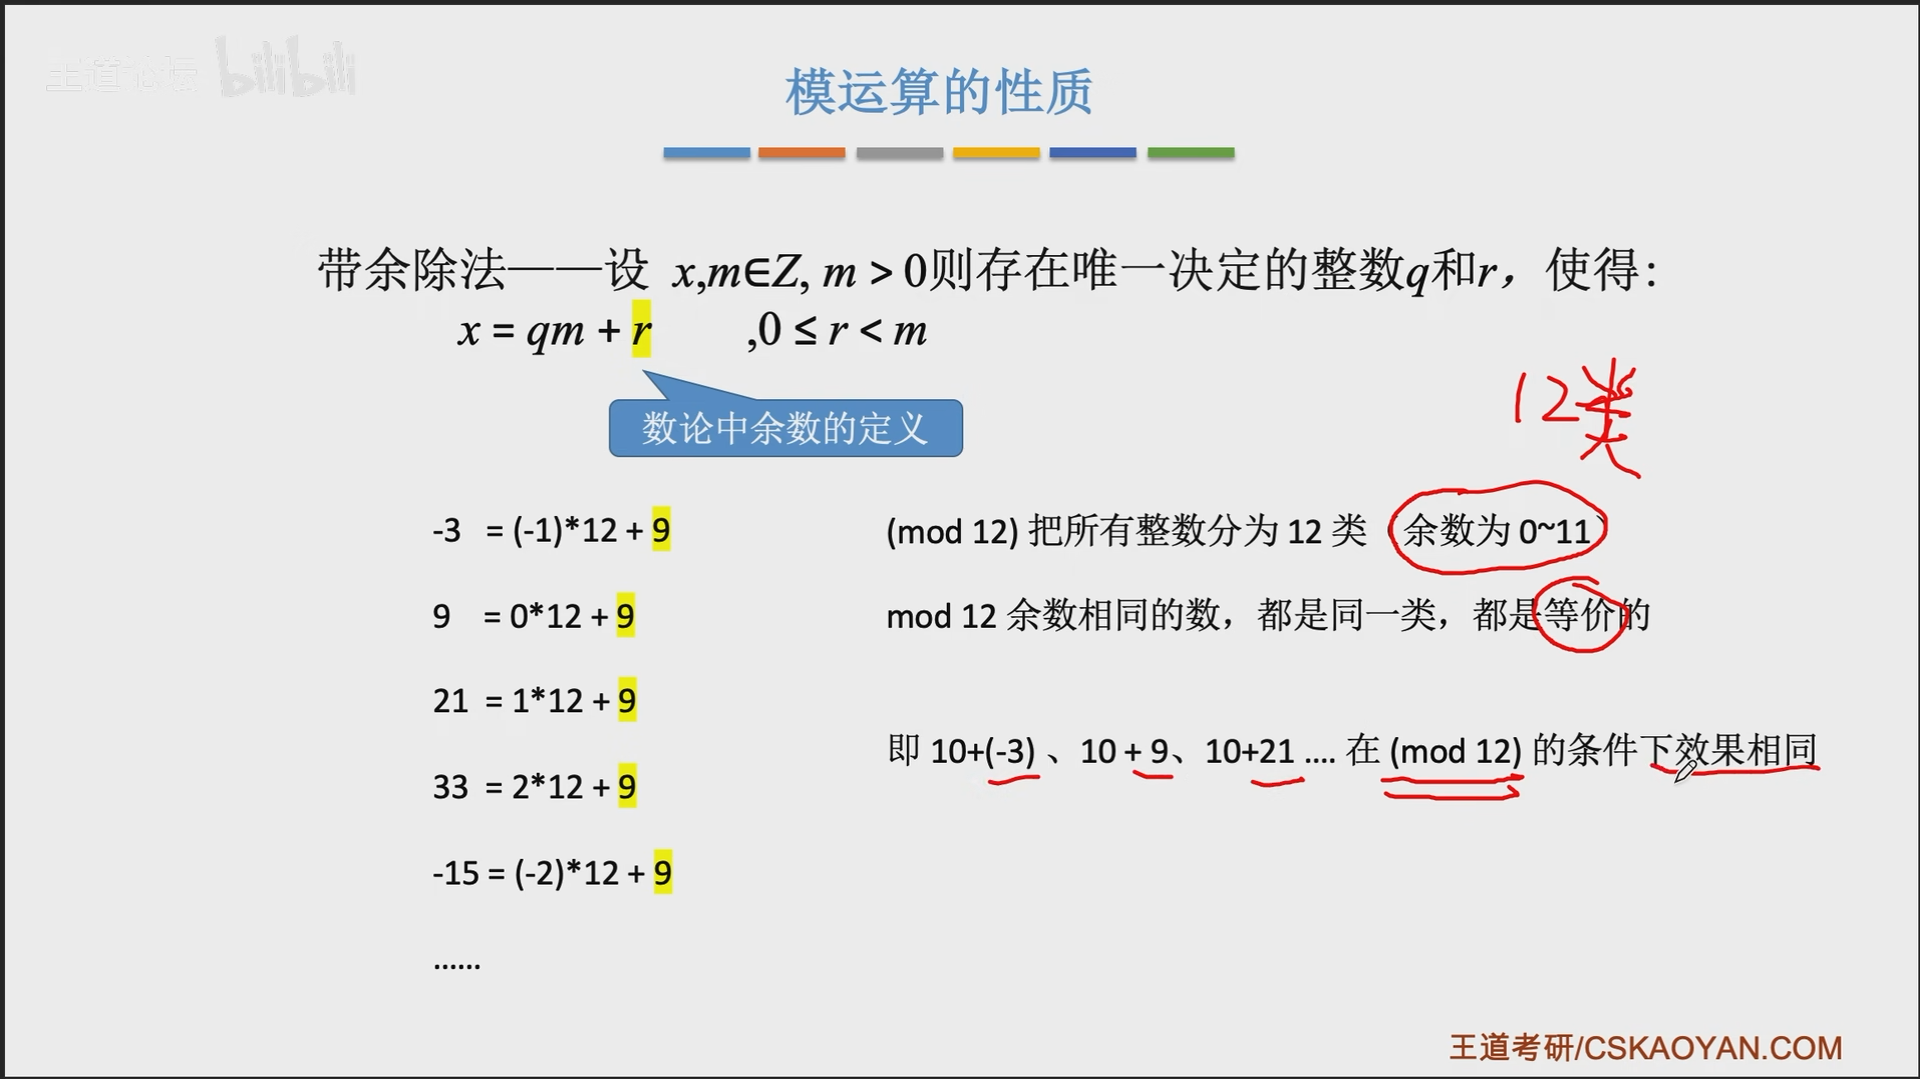 王道论坛 bilibili
模运算的性质
带余除法——设 x,m∈Z, m > 0则存在唯一决定的整数q和r，使得：
x = qm + r ,0 ≤ r < m
数论中余数的定义
12类
-3 = (-1)*12 + 9
(mod 12) 把所有整数分为 12 类（余数为 0~11）
9 = 0*12 + 9
mod 12 余数相同的数，都是同一类，都是等价的
21 = 1*12 + 9
即 10+(-3) 、10 + 9、10+21 .... 在 (mod 12) 的条件下效果相同
33 = 2*12 + 9
-15 = (-2)*12 + 9
......
王道考研/CSKAOYAN.COM